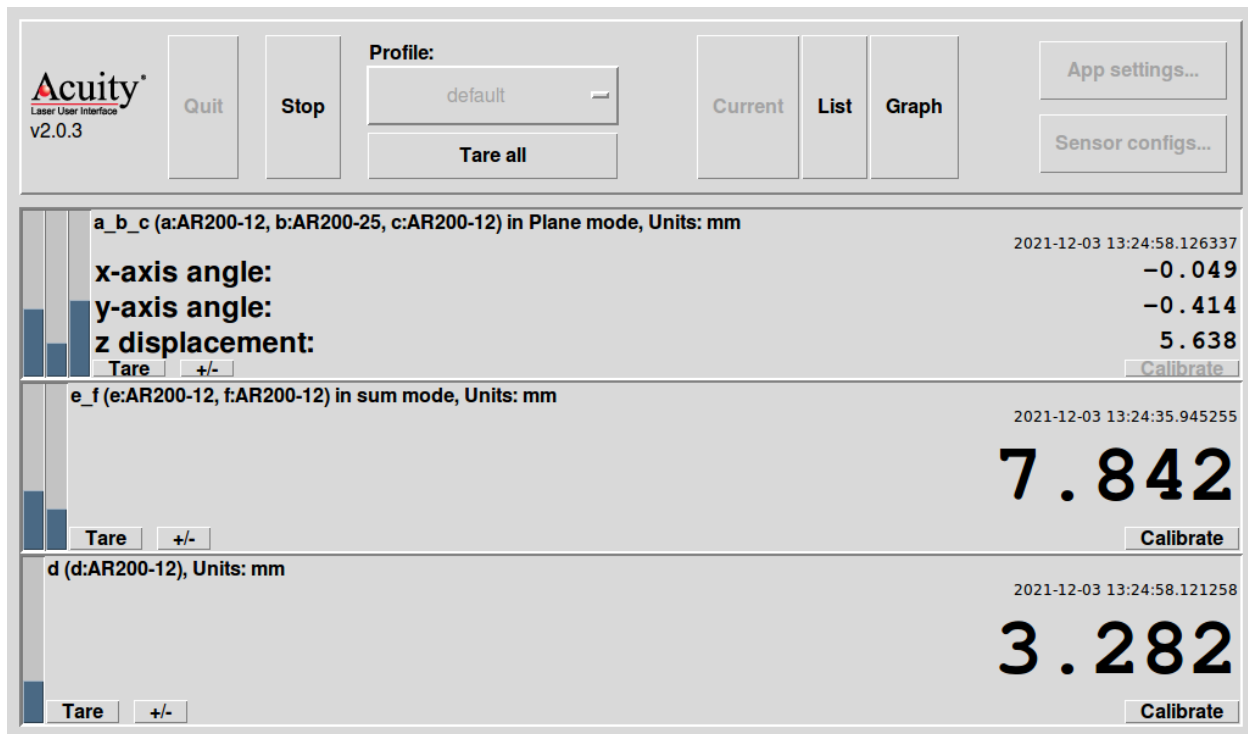 Acuity
Laser User Interface
v2.0.3
Quit
Stop
Profile:
default
Tare all
Current
List
Graph
App settings...
Sensor configs...
a_b_c (a:AR200-12, b:AR200-25, c:AR200-12) in Plane mode, Units: mm
2021-12-03 13:24:58.126337
x-axis angle: -0.049
y-axis angle: -0.414
z displacement: 5.638
Tare +/- Calibrate
e_f (e:AR200-12, f:AR200-12) in sum mode, Units: mm
2021-12-03 13:24:35.945255
7.842
Tare +/- Calibrate
d (d:AR200-12), Units: mm
2021-12-03 13:24:58.121258
3.282
Tare +/- Calibrate